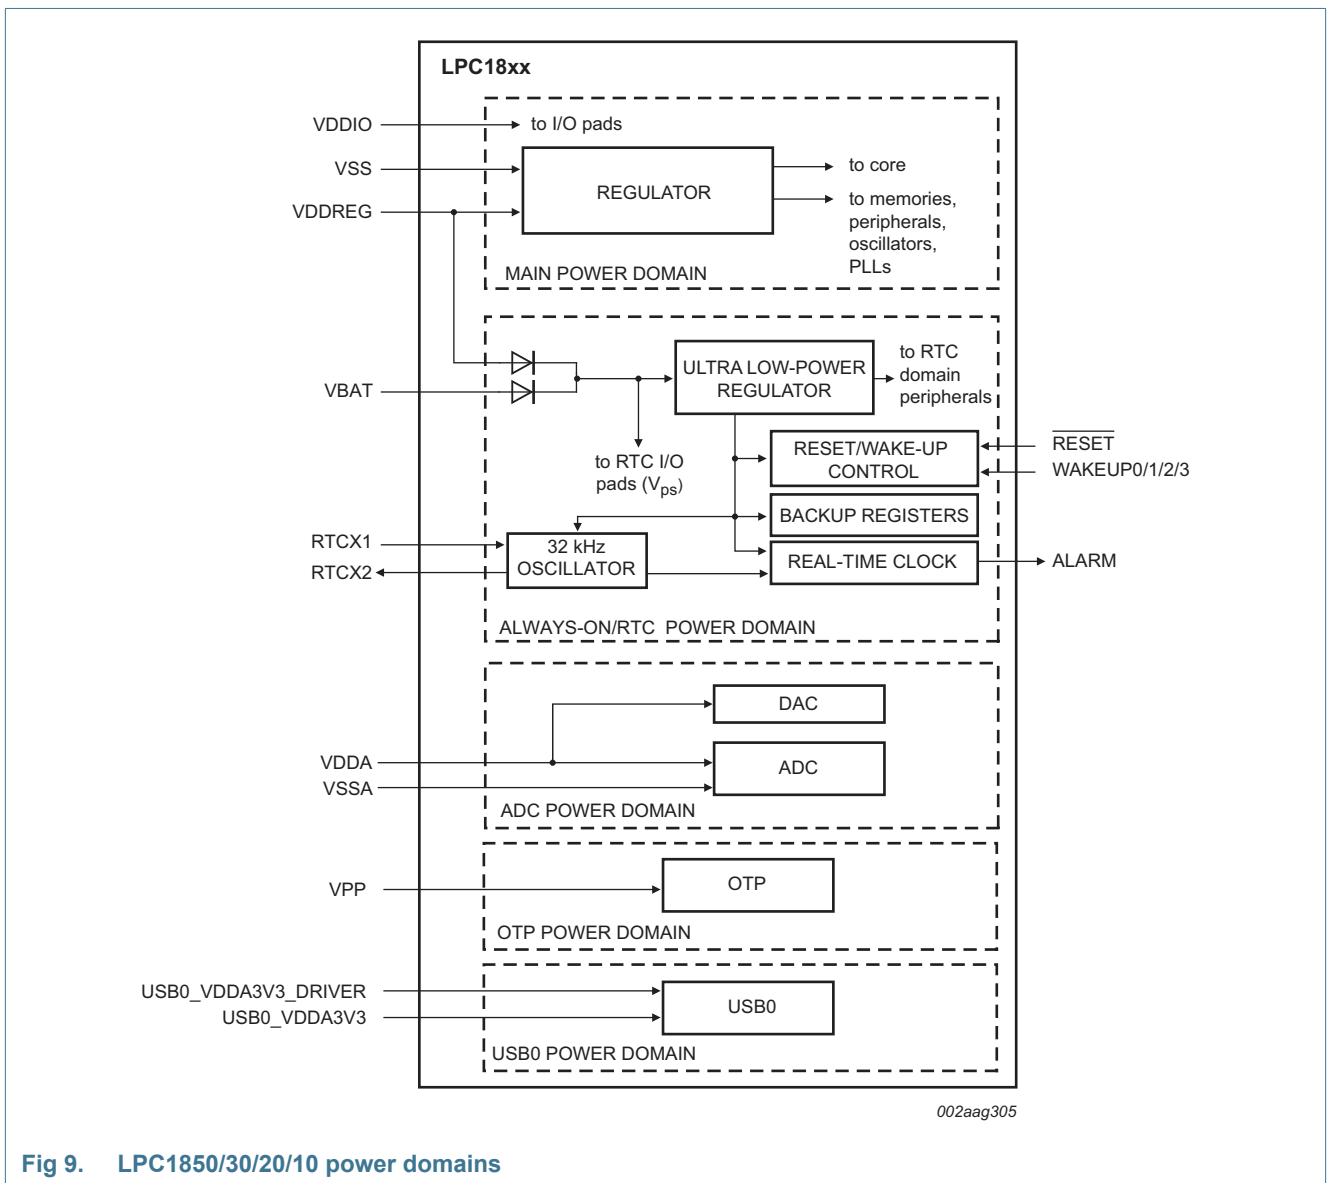 LPC18xx
VDDIO
to I/O pads
VSS
VDDREG
REGULATOR
to core
to memories,
peripherals,
oscillators,
PLLs
MAIN POWER DOMAIN
VBAT
ULTRA LOW-POWER
REGULATOR
to RTC
domain
peripherals
to RTC I/O
pads (Vps)
RESET/WAKE-UP
CONTROL
RESET
WAKEUP0/1/2/3
BACKUP REGISTERS
RTCX1
RTCX2
32 kHz
OSCILLATOR
REAL-TIME CLOCK
ALARM
ALWAYS-ON/RTC POWER DOMAIN
DAC
VDDA
VSSA
ADC
ADC POWER DOMAIN
VPP
OTP
OTP POWER DOMAIN
USB0_VDDA3V3_DRIVER
USB0_VDDA3V3
USB0
USB0 POWER DOMAIN
002aag305
Fig 9. LPC1850/30/20/10 power domains